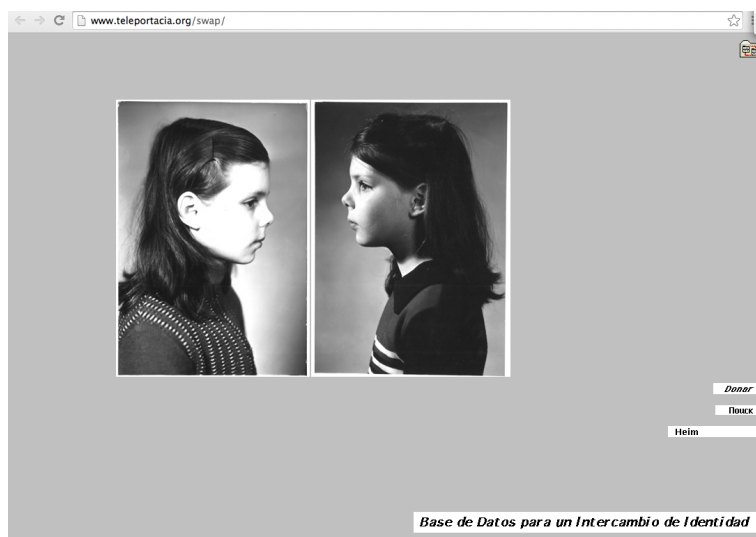 www.teleportacia.org/swap/
Donar
Поиск
Heim
Base de Datos para un Intercambio de Identidad